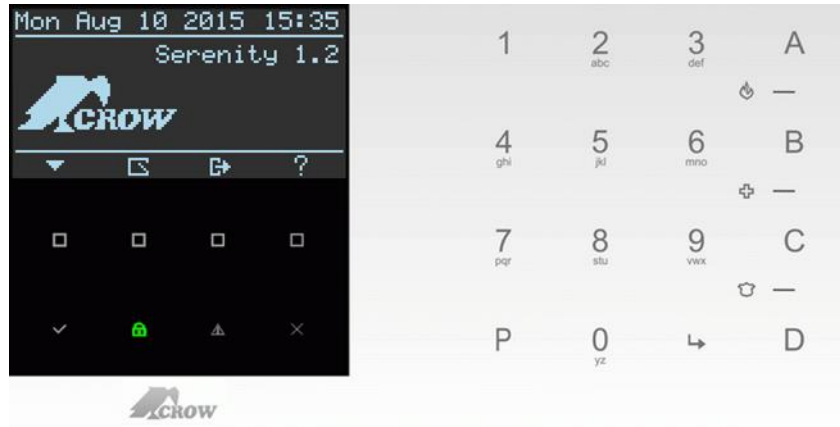 Mon Aug 10 2015 15:35
Serenity 1.2
CROW
?
1 2 3 A
abc def
4 5 6 B
ghi jkl mno
7 8 9 C
pqr stu vwx
P 0 D
yz
CROW